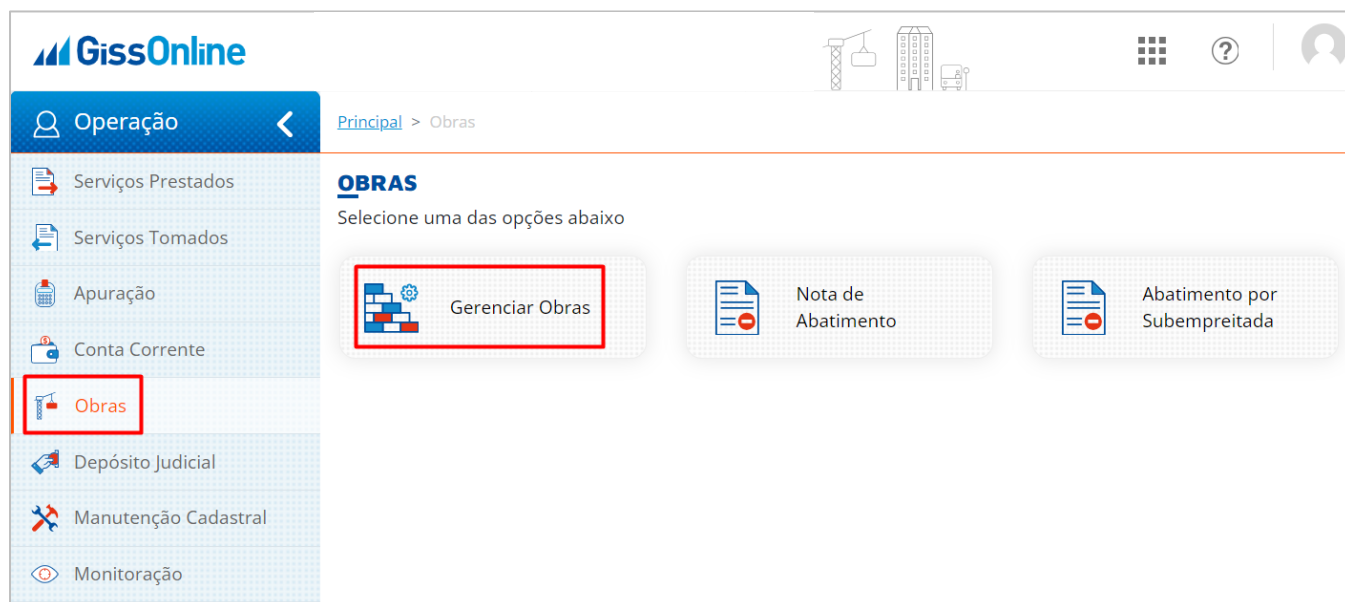 GissOnline
Operação
Principal > Obras
Serviços Prestados
Serviços Tomados
Apuração
Conta Corrente
Obras
Depósito Judicial
Manutenção Cadastral
Monitoração
OBRAS
Selecione uma das opções abaixo
Gerenciar Obras
Nota de
Abatimento
Abatimento por
Subempreitada